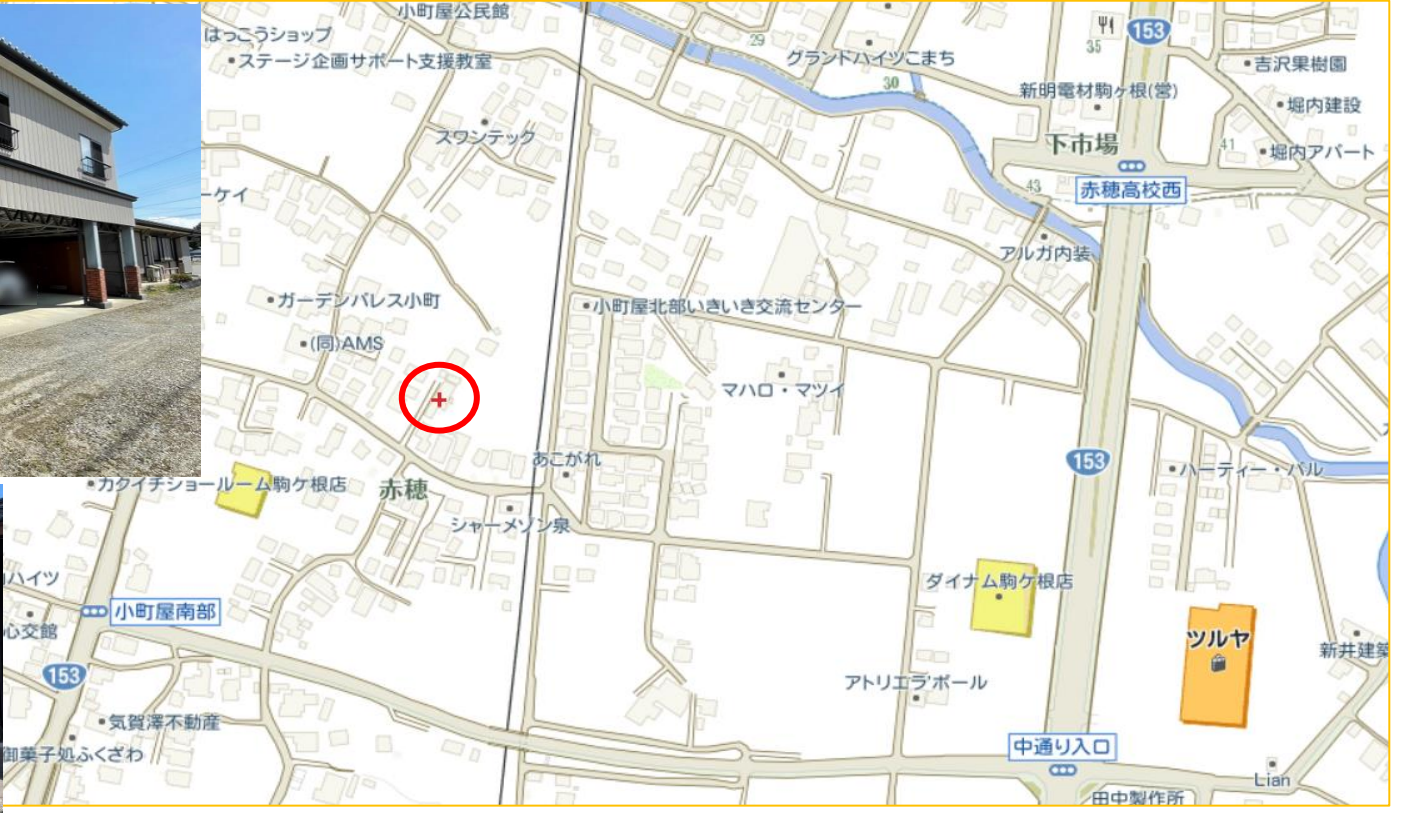 小町屋公民館
はっこうショップ
ステージ企画サポート支援教室
29
グランドハイツこまち
30
35
153
吉沢果樹園
新明電材駒ヶ根(営)
堀内建設
スワンテック
下市場
41
堀内アパート
ーケイ
43
赤穂高校西
アルガ内装
ガーデンパレス小町
小町屋北部いきいき交流センター
(同)AMS
マハロ・マツイ
あこがれ
153
ハーティー・パル
カクイチショールーム駒ケ根店
赤穂
シャーメゾン泉
ハイツ
ダイナム駒ケ根店
小町屋南部
心交館
ツルヤ
新井建築
153
アトリエラ'ボール
気賀澤不動産
御菓子処ふくざわ
中通り入口
Lian
田中製作所